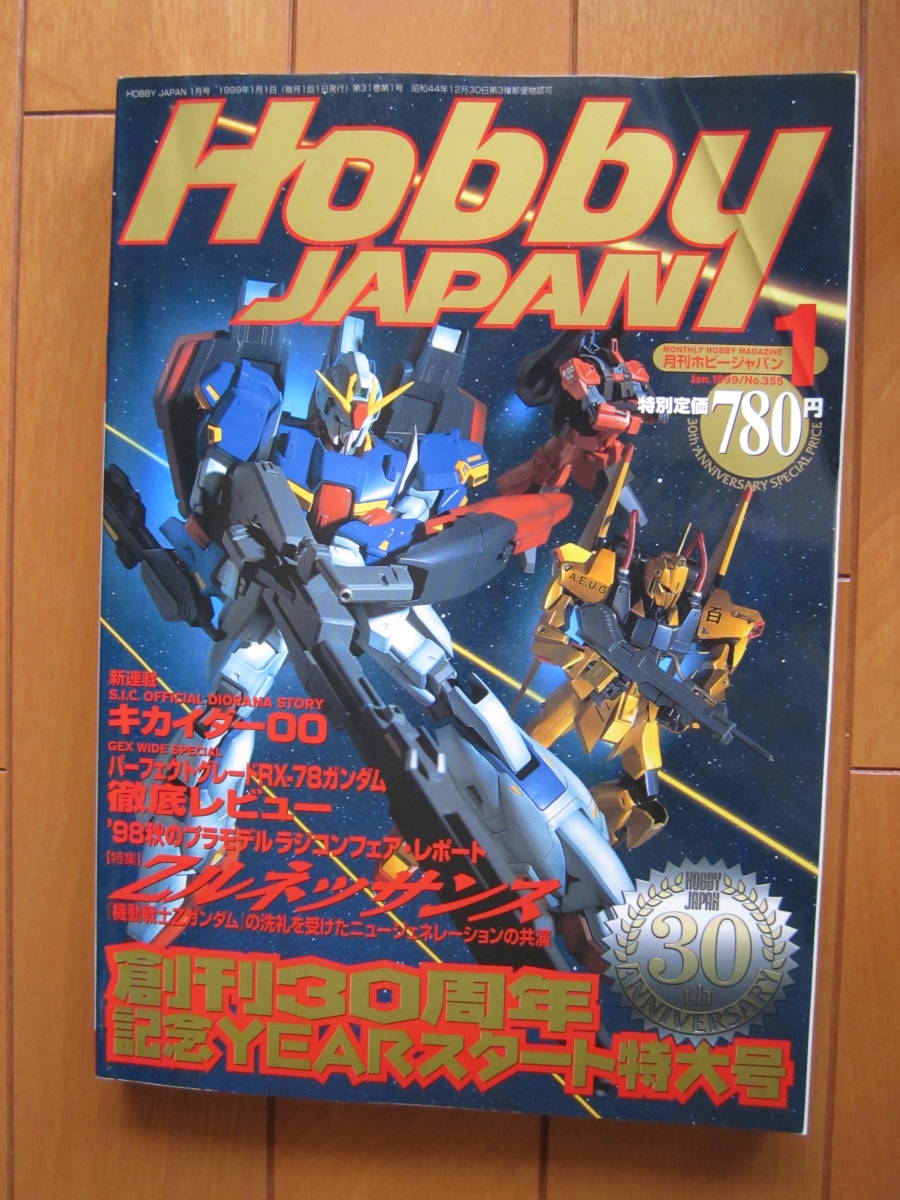 HOBBY JAPAN 1月号 1999年1月1日(毎月1回1日発行)第31巻第1号 昭和44年12月30日第3種郵便物認可
Hobby
JAPAN
1
MONTHLY HOBBY MAGAZINE
月刊ホビージャパン
Jan.1999/No.355
特別定価780円
30th ANNIVERSARY SPECIAL PRICE
A.E.U.G
百
新連載
S.I.C. OFFICIAL DIORAMA STORY
キカイダー00
GEX WIDE SPECIAL
パーフェクトグレードRX-78ガンダム
徹底レビュー
'98秋のプラモデルラジコンフェア・レポート
【特集】
Zルネッサンス
『機動戦士Zガンダム』の洗礼を受けたニュージェネレーションの共演
HOBBY
JAPAN
30
th
ANNIVERSARY
創刊30周年
記念YEARスタート特大号